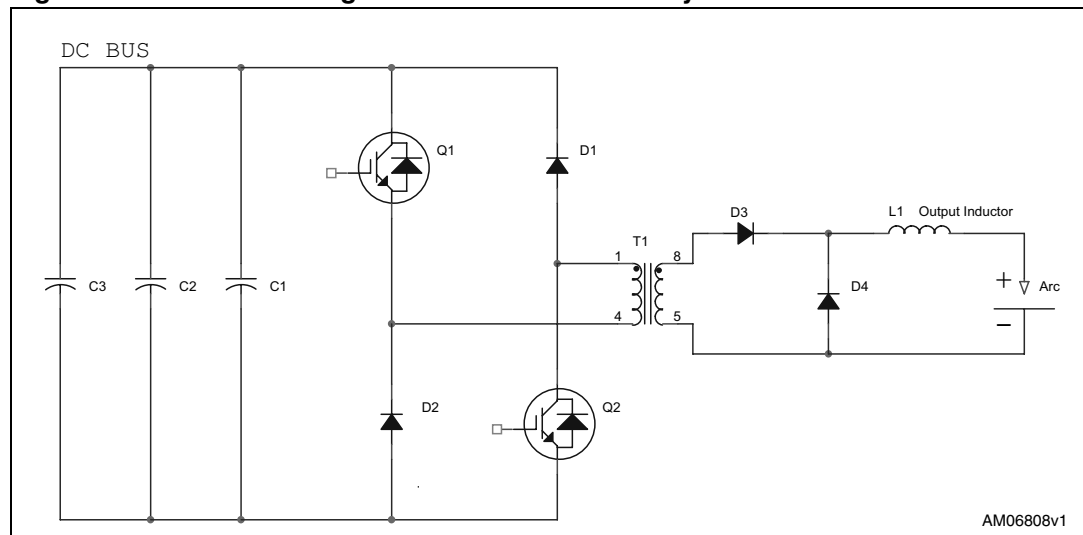 DC BUS
Q1
D1
D3
L1 Output Inductor
T1
1
8
C3
C2
C1
D4
+
Arc
4
5
−
D2
Q2
AM06808v1